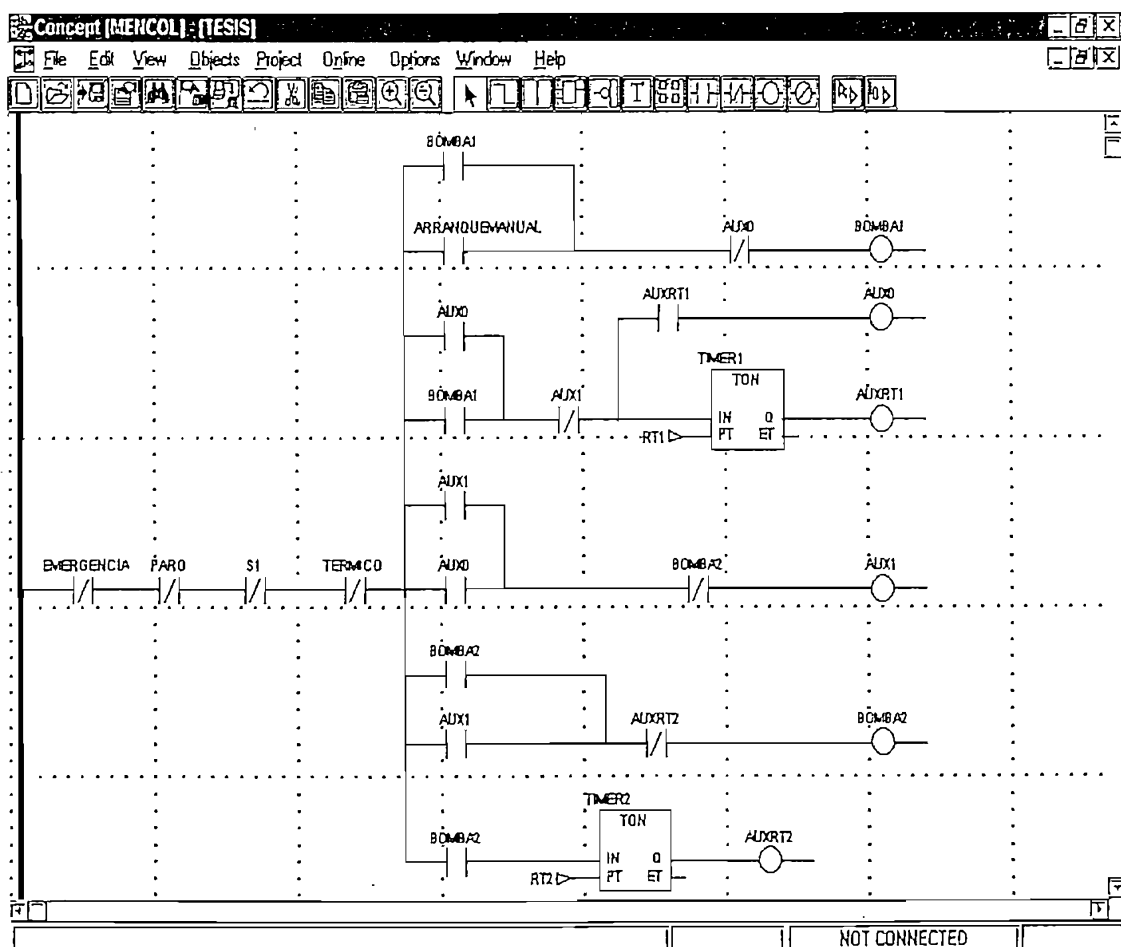 Concept [MENCOL] - [TESIS]
File Edit View Objects Project Online Options Window Help
BOMBA1
ARRANQUEMANUAL
AUX0
BOMBA1
AUXRT1
AUX0
AUX0
TIMER1
TON
BOMBA1
AUX1
IN Q
AUXRT1
RT1
PT ET
AUX1
EMERGENCIA
PARO
S1
TERMICO
AUX0
BOMBA2
AUX1
BOMBA2
AUX1
AUXRT2
BOMBA2
TIMER2
TON
BOMBA2
AUXRT2
IN Q
RT2
PT ET
NOT CONNECTED